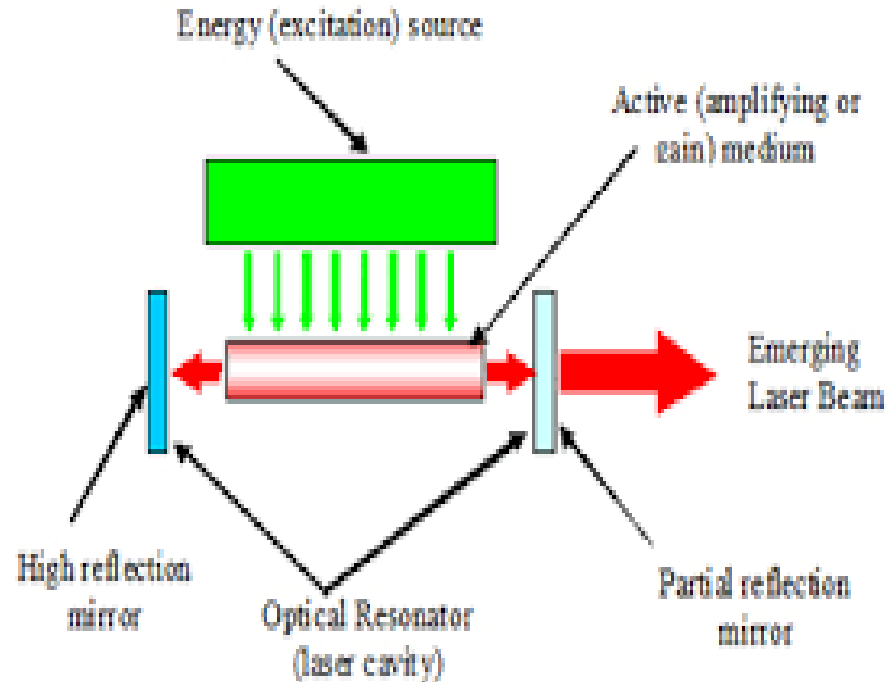 Energy (excitation) source
Active (amplifying or
gain) medium
Emerging
Laser Beam
High reflection
mirror
Optical Resonator
(laser cavity)
Partial reflection
mirror